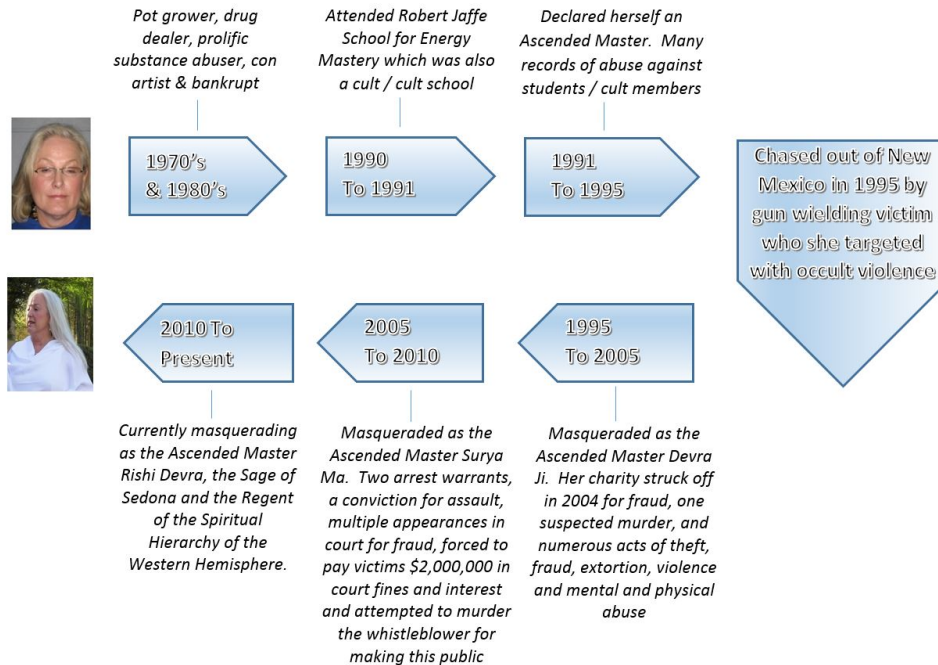 Pot grower, drug
dealer, prolific
substance abuser, con
artist & bankrupt
Attended Robert Jaffe
School for Energy
Mastery which was also
a cult / cult school
Declared herself an
Ascended Master.  Many
records of abuse against
students / cult members
1970's
& 1980's
1990
To 1991
1991
To 1995
Chased out of New
Mexico in 1995 by
gun wielding victim
who she targeted
with occult violence
2010 To
Present
2005
To 2010
1995
To 2005
Currently masquerading
as the Ascended Master
Rishi Devra, the Sage of
Sedona and the Regent
of the Spiritual
Hierarchy of the
Western Hemisphere.
Masqueraded as the
Ascended Master Surya
Ma.  Two arrest warrants,
a conviction for assault,
multiple appearances in
court for fraud, forced to
pay victims $2,000,000 in
court fines and interest
and attempted to murder
the whistleblower for
making this public
Masqueraded as the
Ascended Master Devra
Ji.  Her charity struck off
in 2004 for fraud, one
suspected murder, and
numerous acts of theft,
fraud, extortion, violence
and mental and physical
abuse